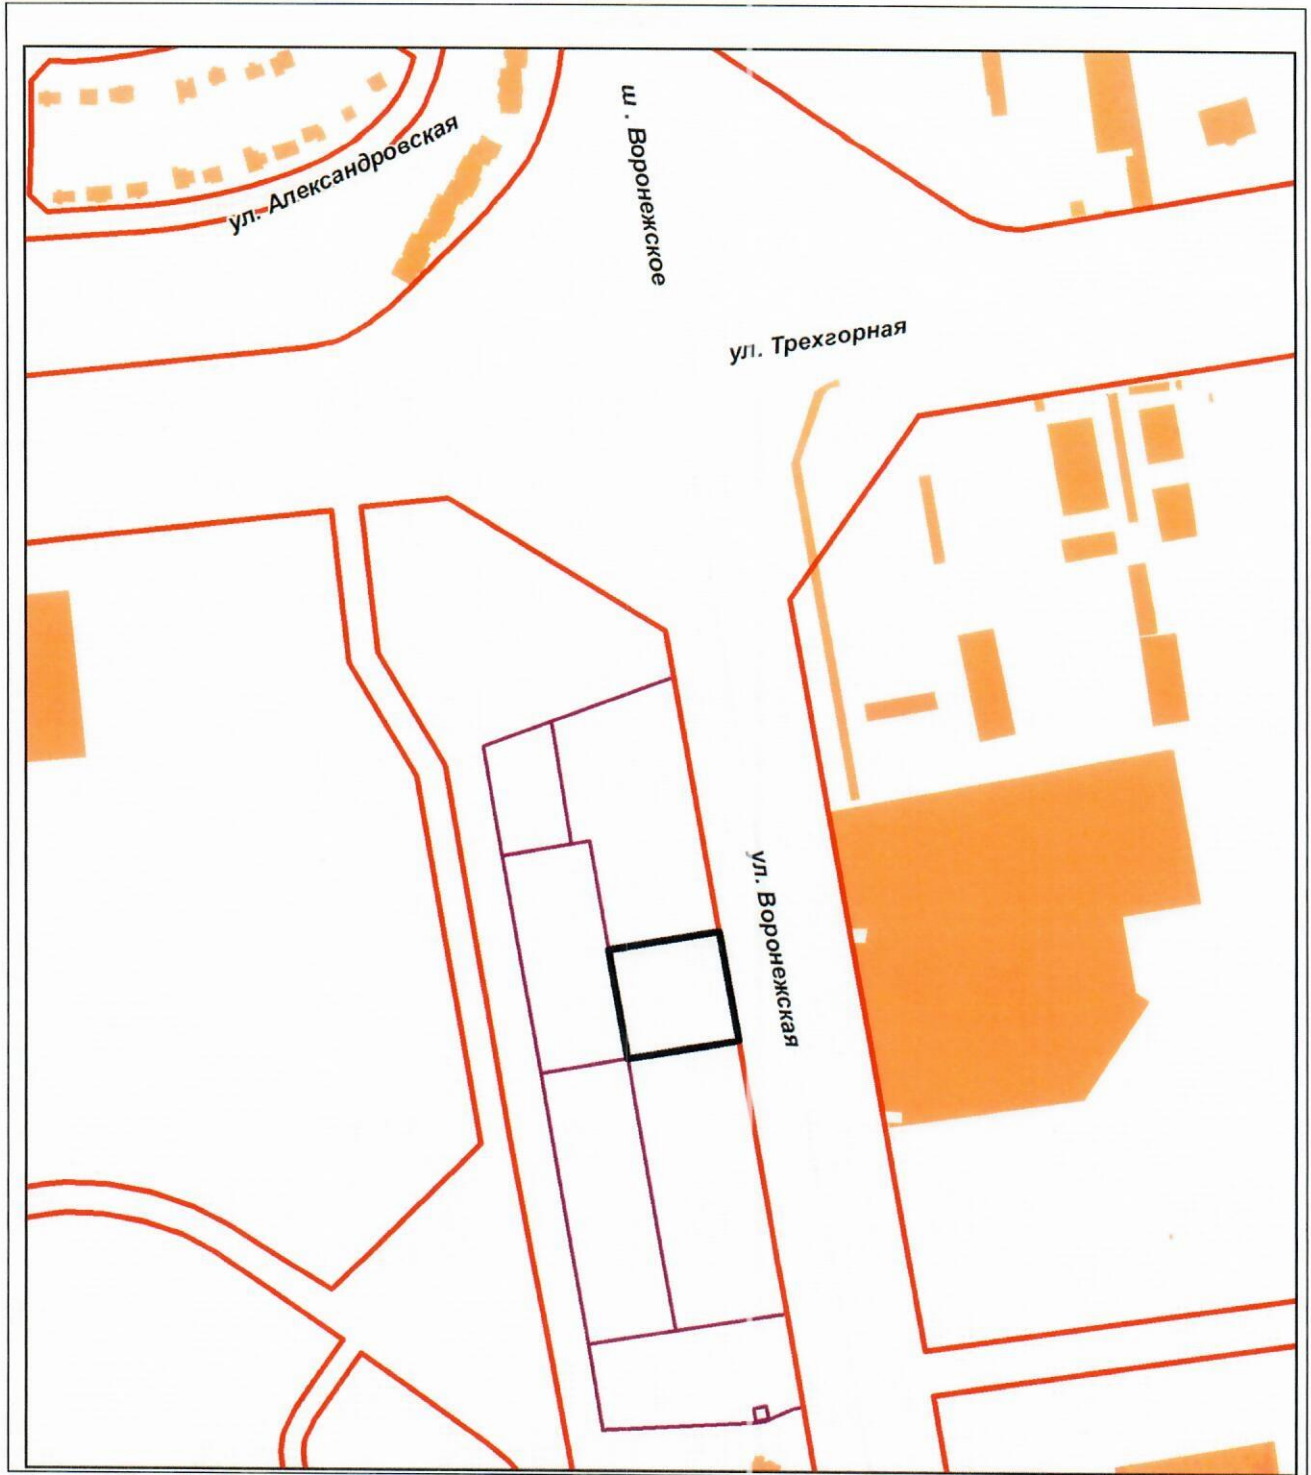 ул. Александровская
ш . Воронежское
ул. Трехгорная
ул. Воронежская